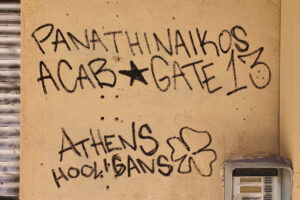 PANATHINAIKOS
ACAB ★ GATE 13
ATHENS
HOOLIGANS